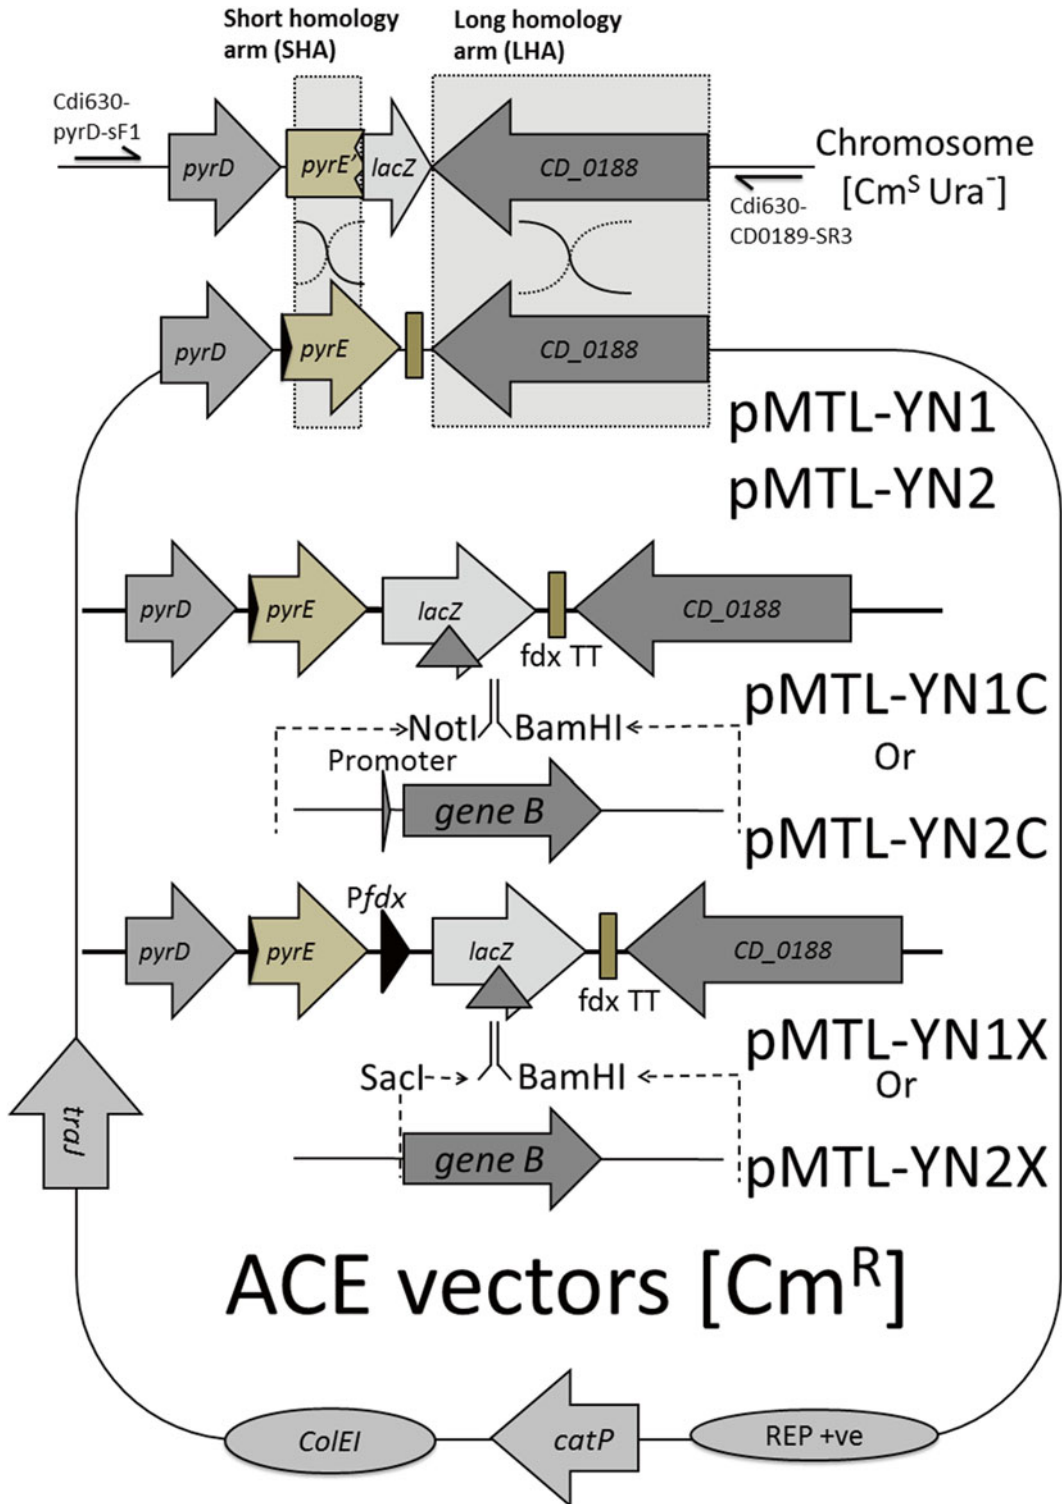 Short homology
arm (SHA)
Long homology
arm (LHA)
Cdi630-
pyrD-sF1
pyrD
pyrE'
lacZ
CD_0188
Chromosome
[Cmˢ Ura⁻]
Cdi630-
CD0189-SR3
pyrD
pyrE
CD_0188
pMTL-YN1
pMTL-YN2
pyrD
pyrE
lacZ
CD_0188
fdx TT
pMTL-YN1C
NotI
BamHI
Or
Promoter
gene B
pMTL-YN2C
Pfdx
pyrD
pyrE
lacZ
CD_0188
fdx TT
pMTL-YN1X
SacI
BamHI
Or
traJ
gene B
pMTL-YN2X
ACE vectors [Cmᴿ]
ColEI
catP
REP +ve